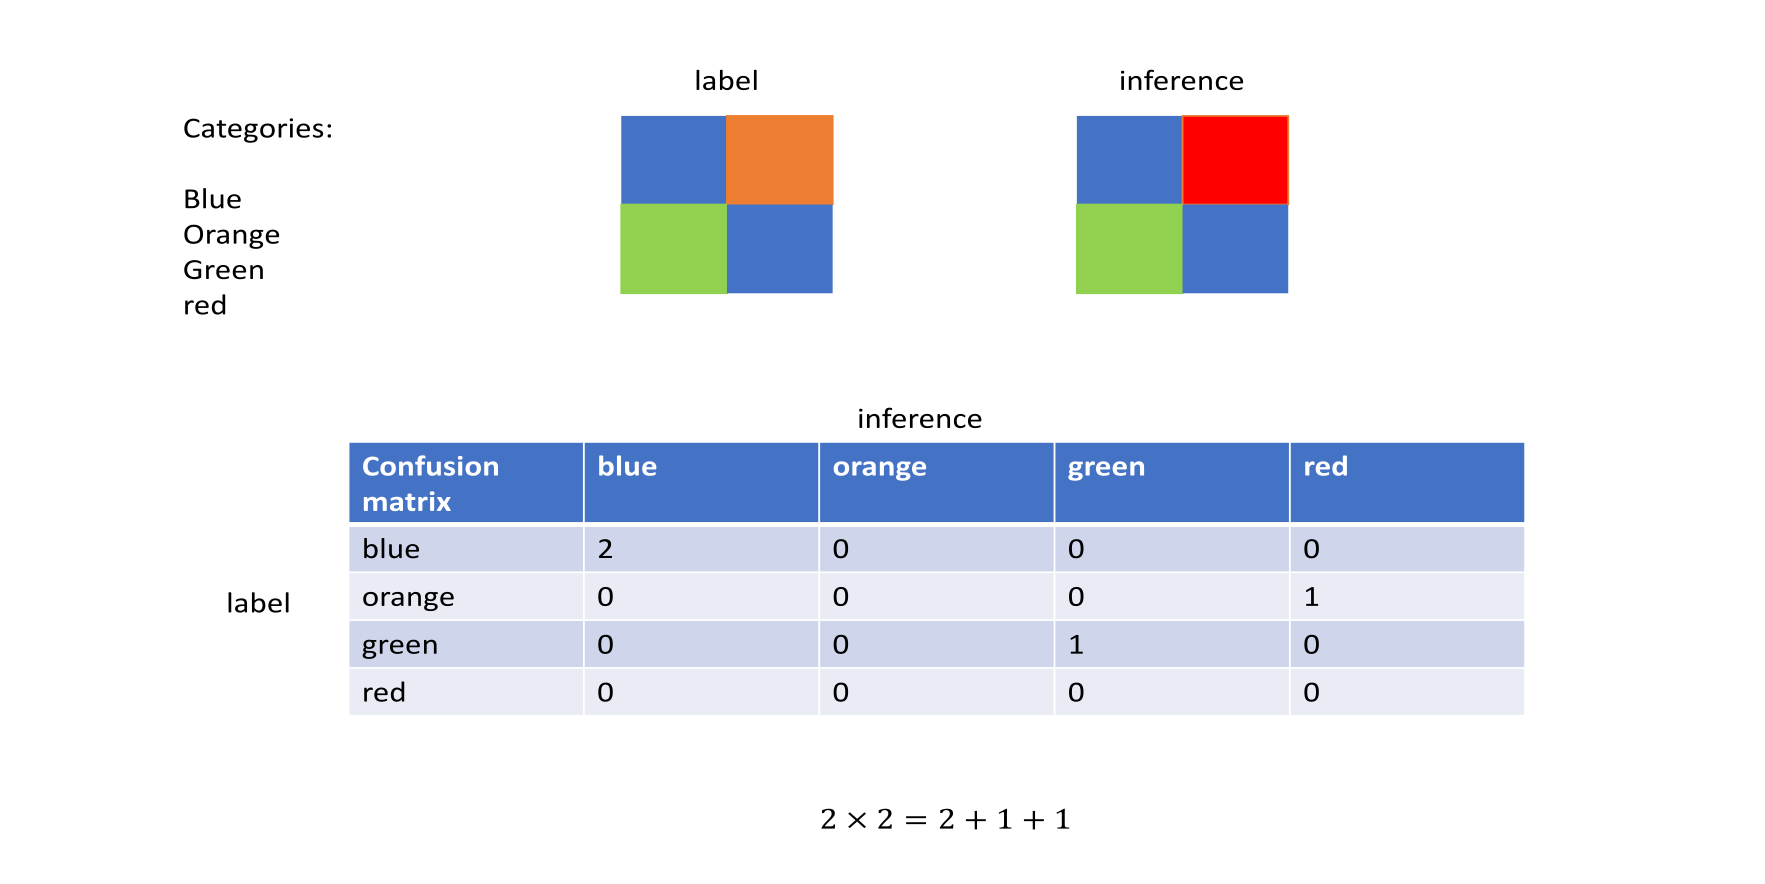 label
inference
Categories:
Blue
Orange
Green
red
inference
Confusion matrix blue orange green red
blue 2 0 0 0
label
orange 0 0 0 1
green 0 0 1 0
red 0 0 0 0
2 × 2 = 2 + 1 + 1